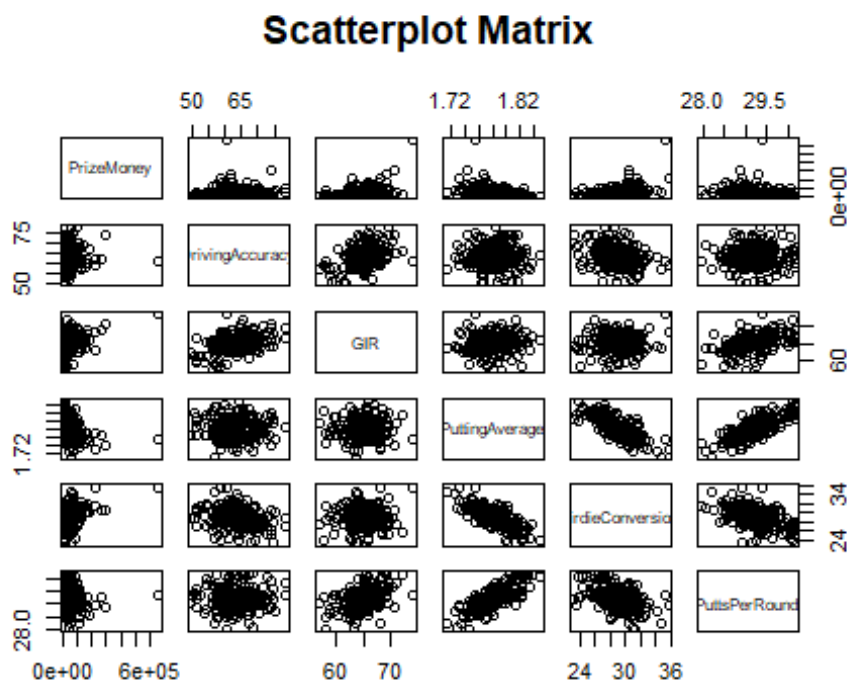 Scatterplot Matrix
50 65 1.72 1.82 28.0 29.5
PrizeMoney 0e+00
50 75 rivingAccurac
GIR 60
1.72 PuttingAverage
irdieConversio 24 34
28.0 PuttsPerRound
0e+00 6e+05 60 70 24 30 36